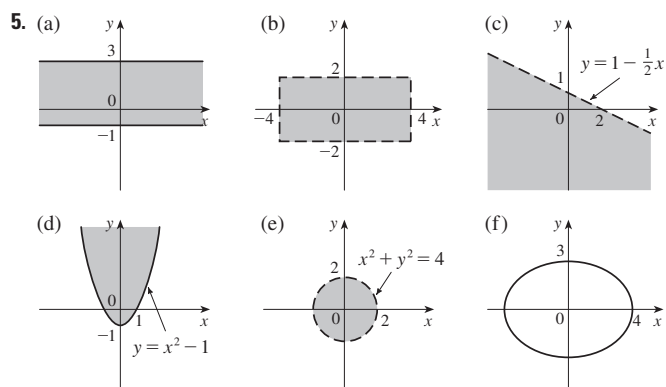 5. (a)
y
3
0
x
−1
(b)
y
2
−4
0
4 x
−2
(c)
y
y = 1 − 1/2 x
1
0
2
x
(d)
y
0
1
x
−1
y = x² − 1
(e)
y
x² + y² = 4
2
0
2
x
(f)
y
3
0
4 x